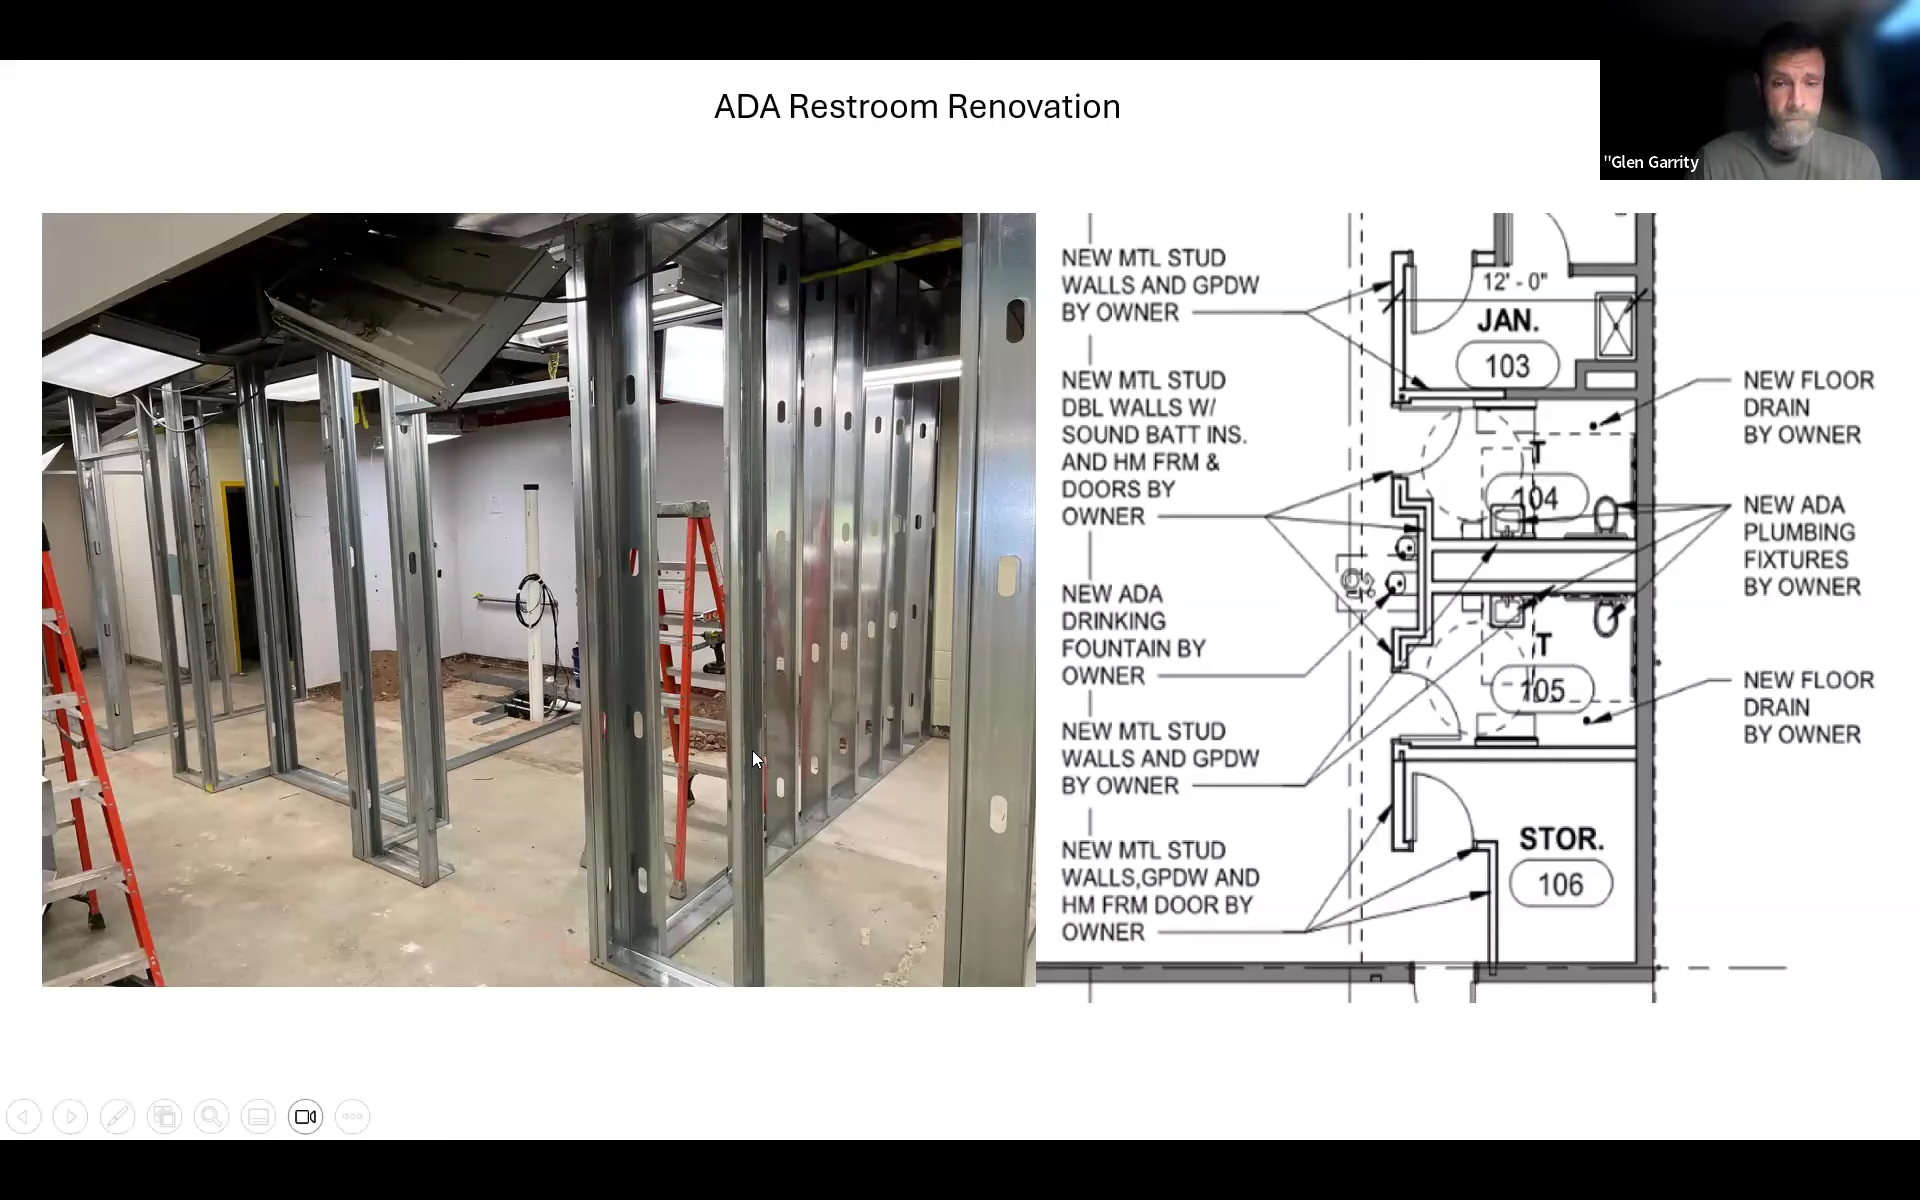 ADA Restroom Renovation
"Glen Garrity
NEW MTL STUD
WALLS AND GPDW
BY OWNER
NEW MTL STUD
DBL WALLS W/
SOUND BATT INS.
AND HM FRM &
DOORS BY
OWNER
NEW ADA
DRINKING
FOUNTAIN BY
OWNER
NEW MTL STUD
WALLS AND GPDW
BY OWNER
NEW MTL STUD
WALLS,GPDW AND
HM FRM DOOR BY
OWNER
12' - 0"
JAN.
103
T
104
T
105
STOR.
106
NEW FLOOR
DRAIN
BY OWNER
NEW ADA
PLUMBING
FIXTURES
BY OWNER
NEW FLOOR
DRAIN
BY OWNER